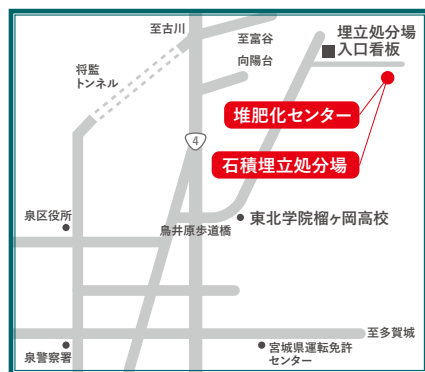 至古川
至富谷
向陽台
埋立処分場
入口看板
将監
トンネル
堆肥化センター
4
石積埋立処分場
泉区役所
鳥井原歩道橋
東北学院榴ヶ岡高校
至多賀城
泉警察署
宮城県運転免許
センター